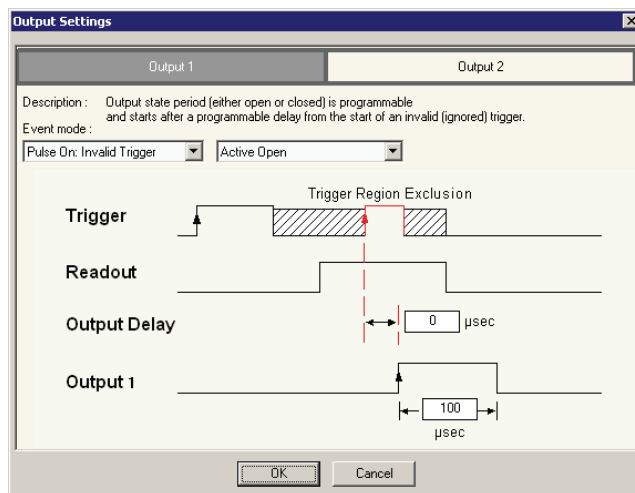 Output Settings
Output 1
Output 2
Description : Output state period (either open or closed) is programmable
and starts after a programmable delay from the start of an invalid (ignored) trigger.
Event mode :
Pulse On: Invalid Trigger
Active Open
Trigger Region Exclusion
Trigger
Readout
Output Delay
0 µsec
Output 1
100
µsec
OK
Cancel